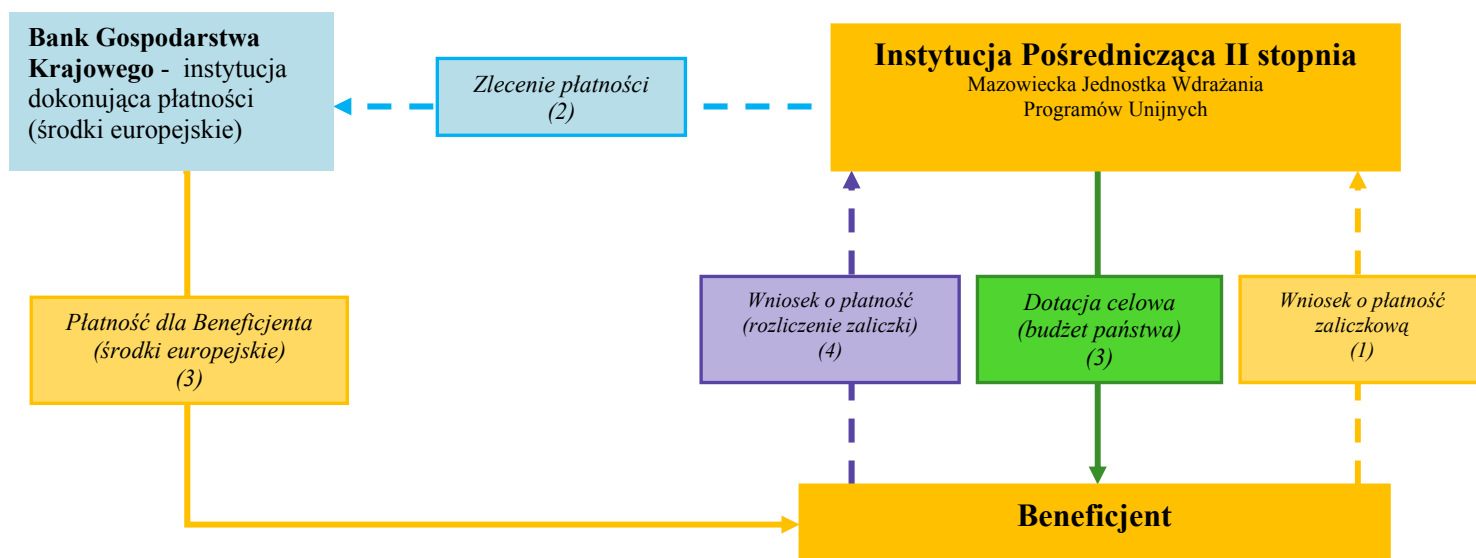 Bank Gospodarstwa
Krajowego - instytucja
dokonująca płatności
(środki europejskie)
Zlecenie płatności
(2)
Instytucja Pośrednicząca II stopnia
Mazowiecka Jednostka Wdrażania
Programów Unijnych
Płatność dla Beneficjenta
(środki europejskie)
(3)
Wniosek o płatność
(rozliczenie zaliczki)
(4)
Dotacja celowa
(budżet państwa)
(3)
Wniosek o płatność
zaliczkową
(1)
Beneficjent